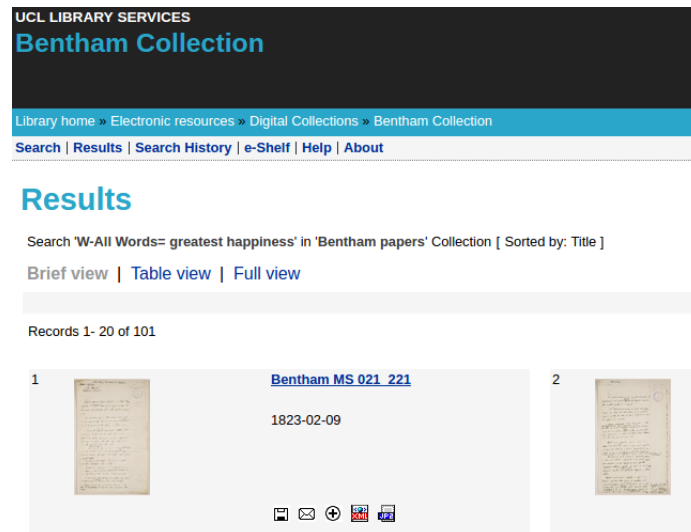 UCL LIBRARY SERVICES
Bentham Collection
Library home » Electronic resources » Digital Collections » Bentham Collection
Search | Results | Search History | e-Shelf | Help | About
Results
Search 'W-All Words= greatest happiness' in 'Bentham papers' Collection [ Sorted by: Title ]
Brief view | Table view | Full view
Records 1- 20 of 101
1
Bentham MS 021_221
2
1823-02-09
XML
JP2